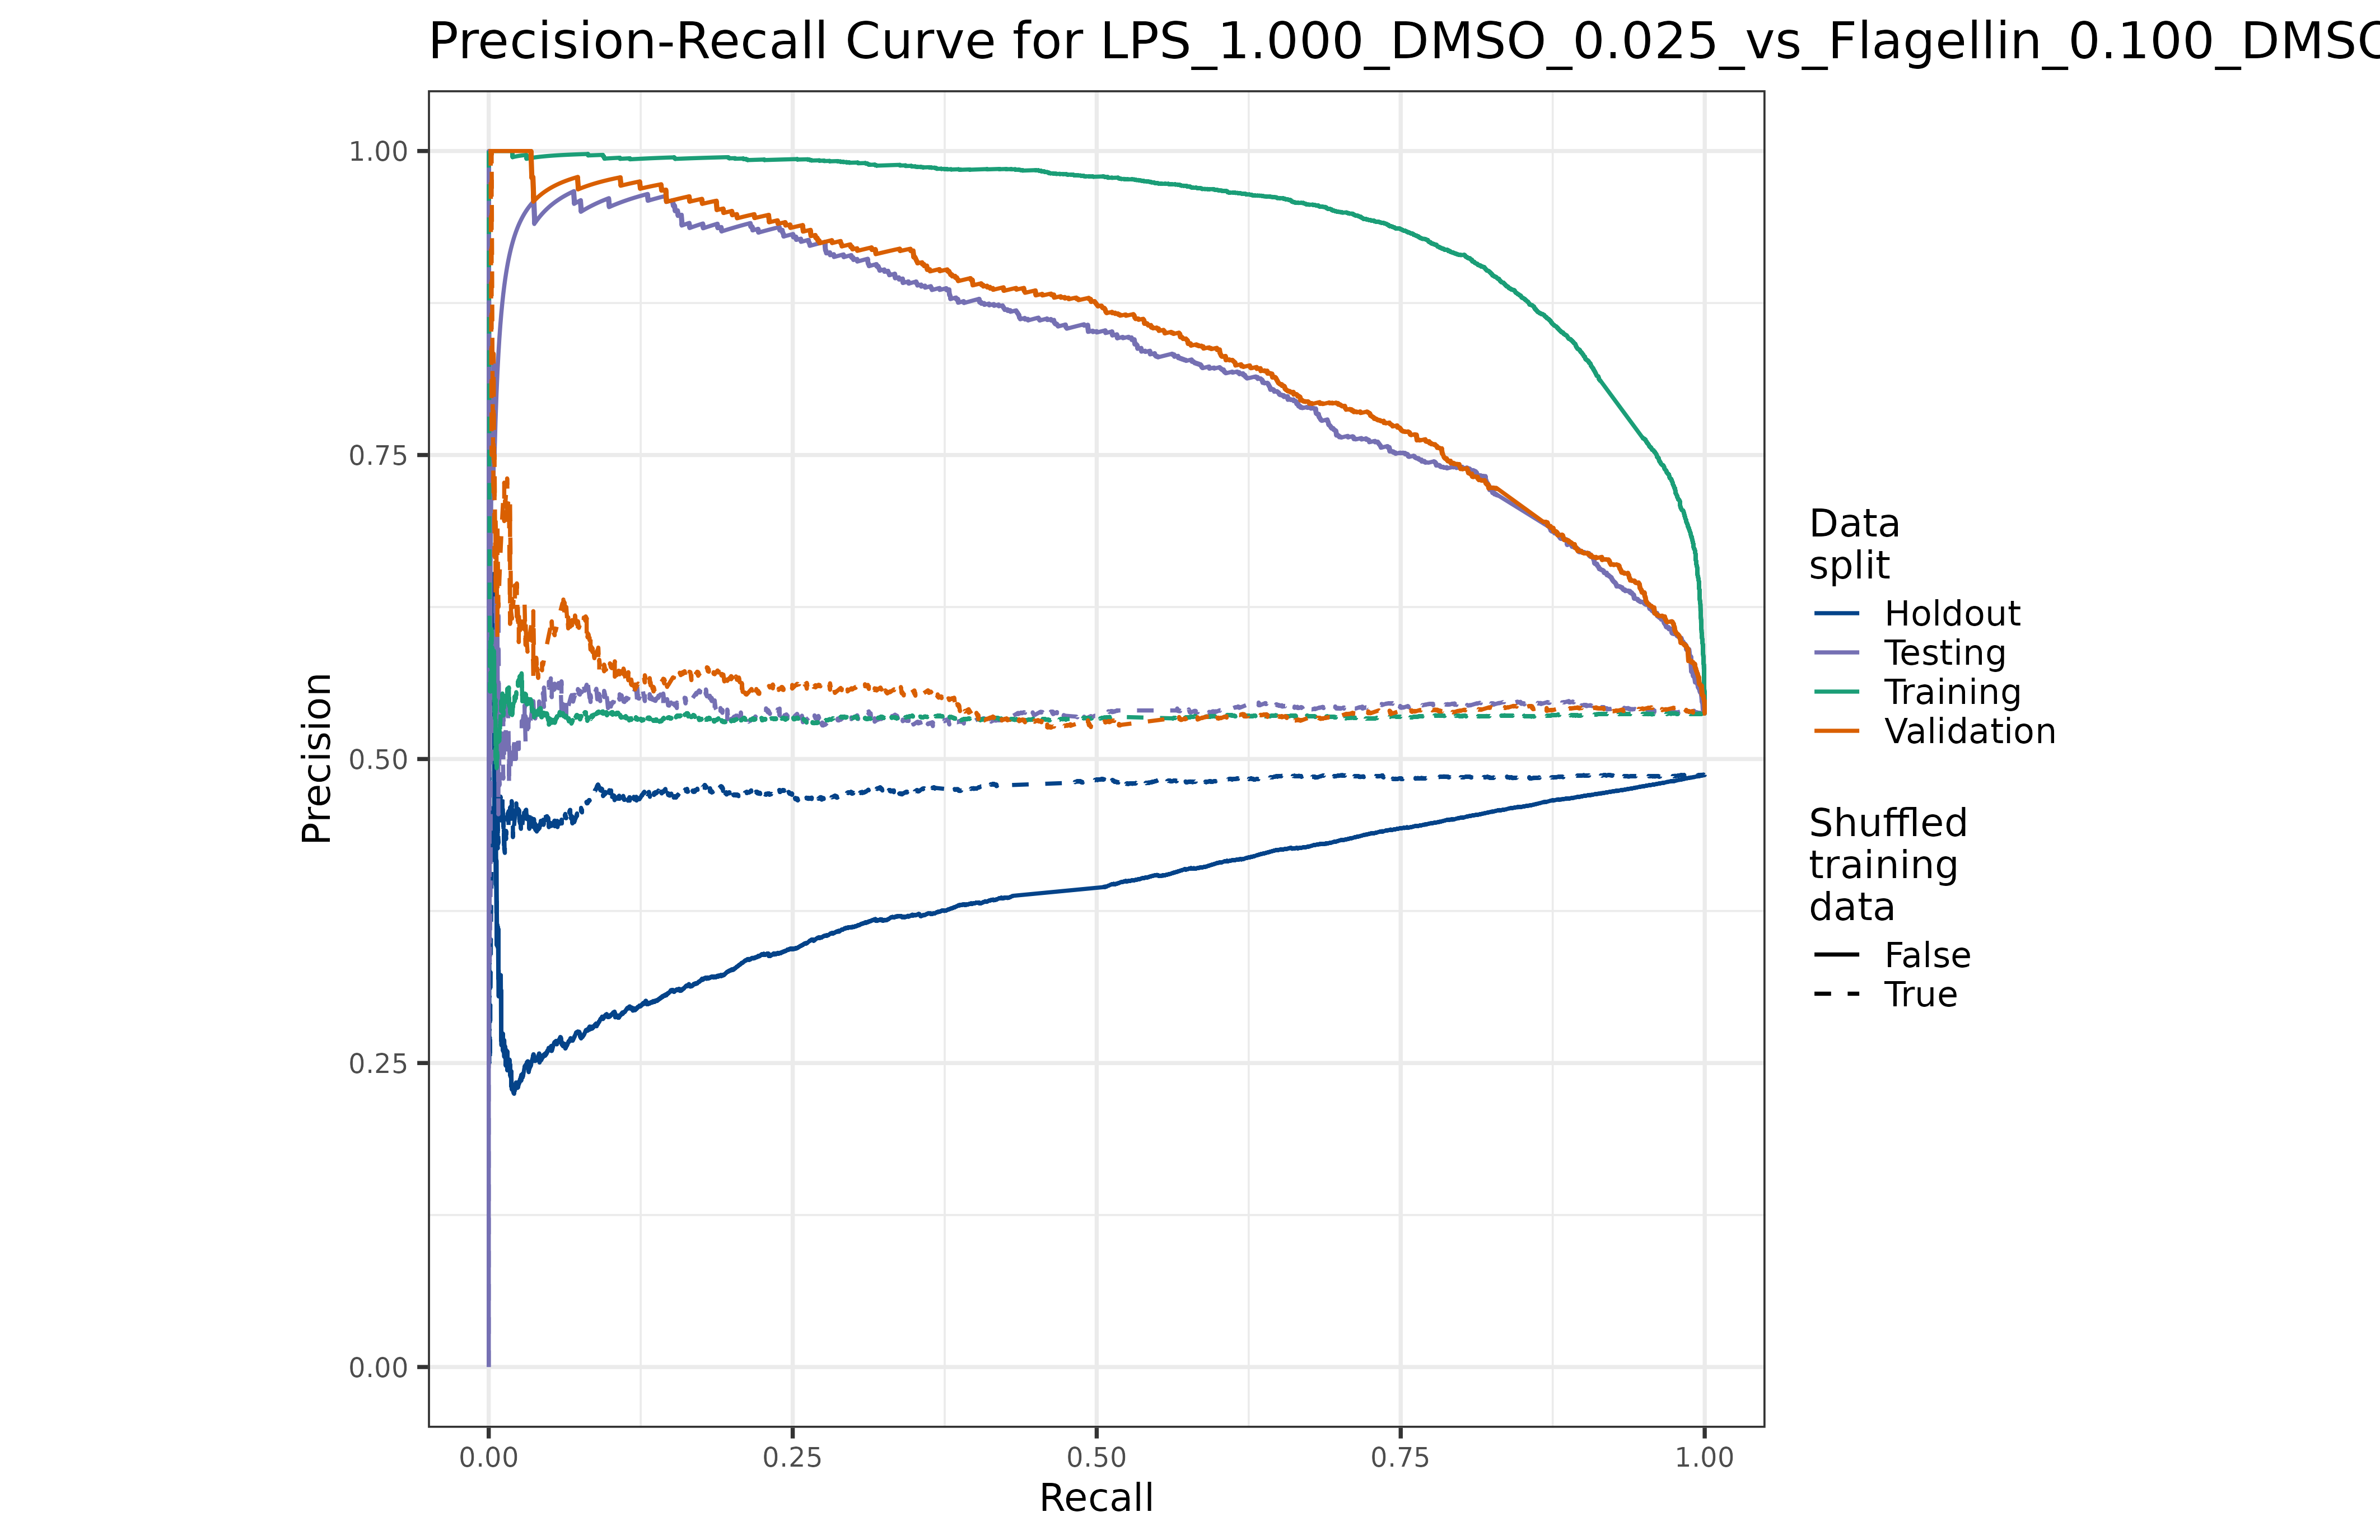 Precision-Recall Curve for LPS_1.000_DMSO_0.025_vs_Flagellin_0.100_DMSO
1.00
0.75
0.50
0.25
0.00
Precision
0.00 0.25 0.50 0.75 1.00
Recall
Data
split
Holdout
Testing
Training
Validation
Shuffled
training
data
False
True